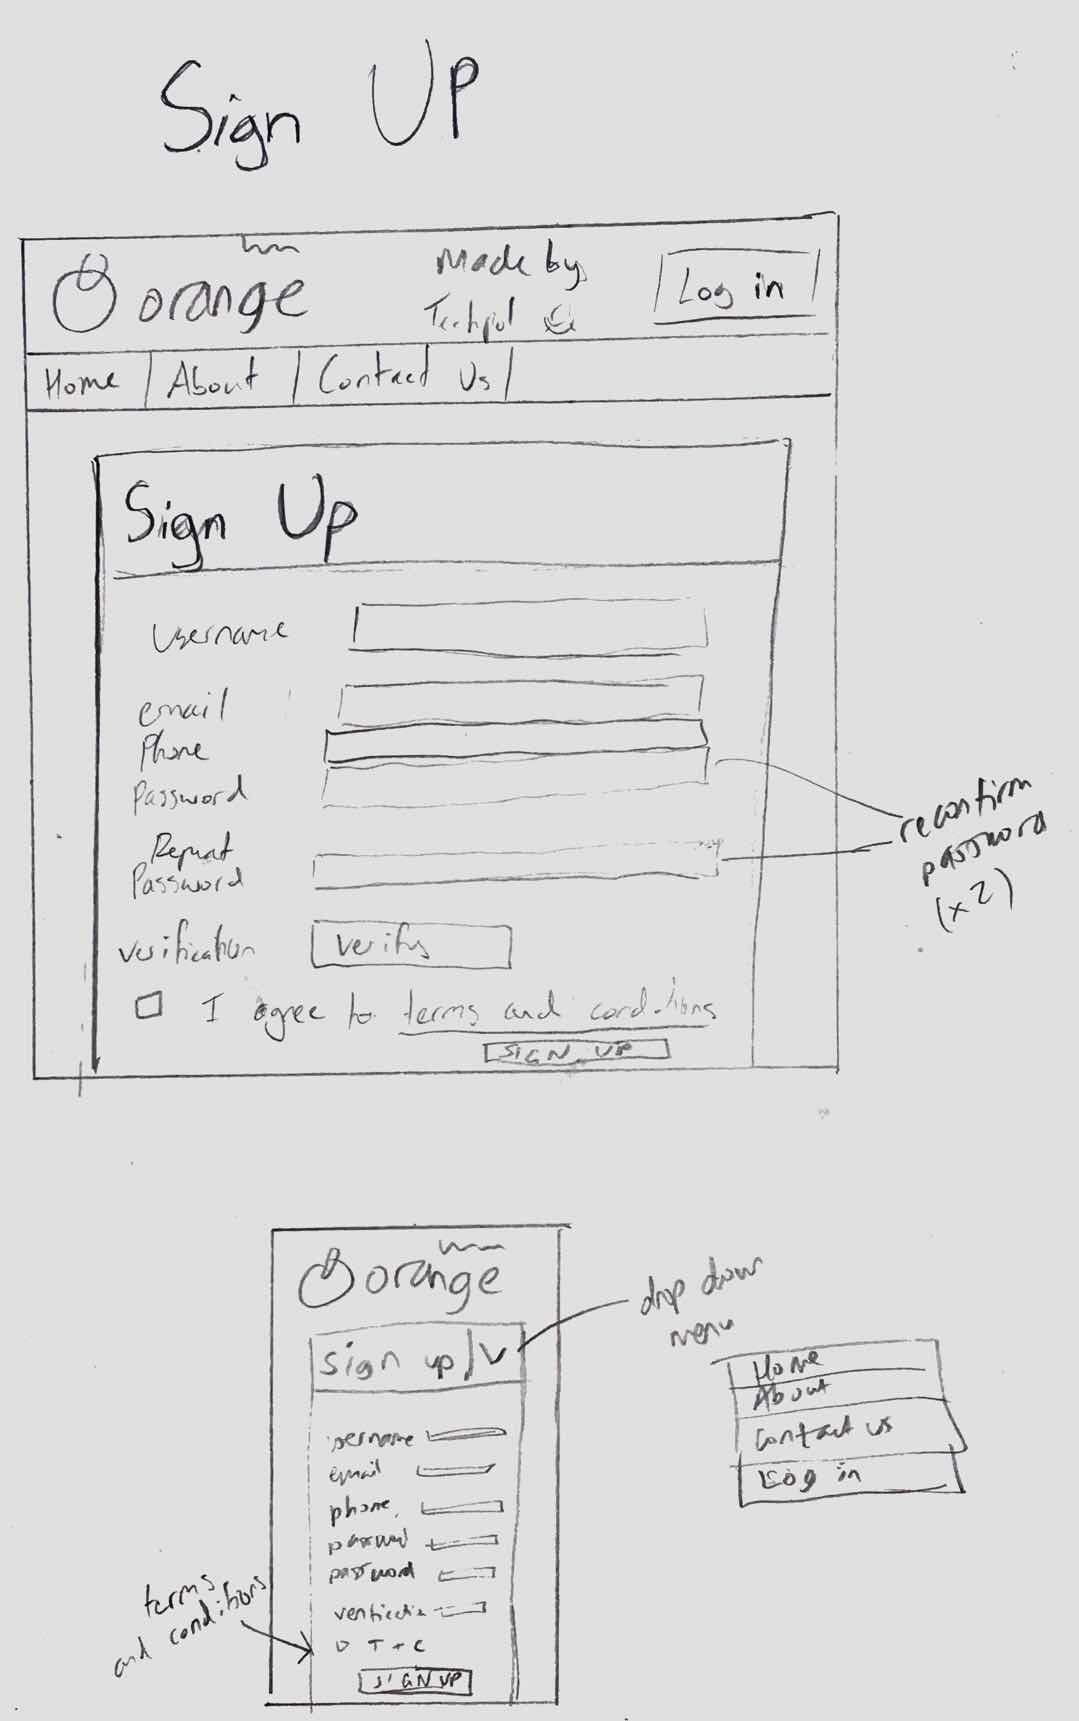 Sign Up
orange
Made by
Log in
Home | About | Contact Us |
Sign Up
Username
email
Phone
Password
Repeat
Password
verification verify
I agree to terms and conditions
SIGN UP
reconfirm
password
(x2)
orange
Sign up V
drop down
menu
username
email
phone
password
password
T + C
SIGN UP
terms
and conditions
Home
About
Contact us
Log in